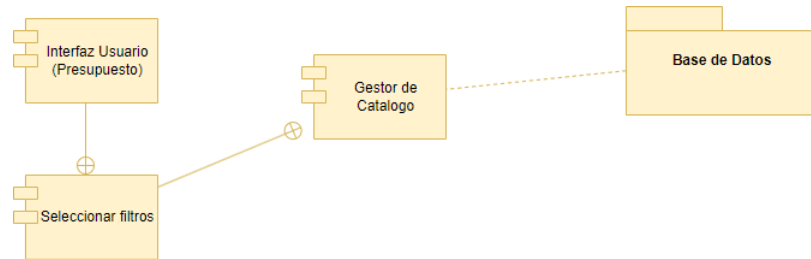 Interfaz Usuario
(Presupuesto)
Gestor de
Catalogo
Base de Datos
Seleccionar filtros